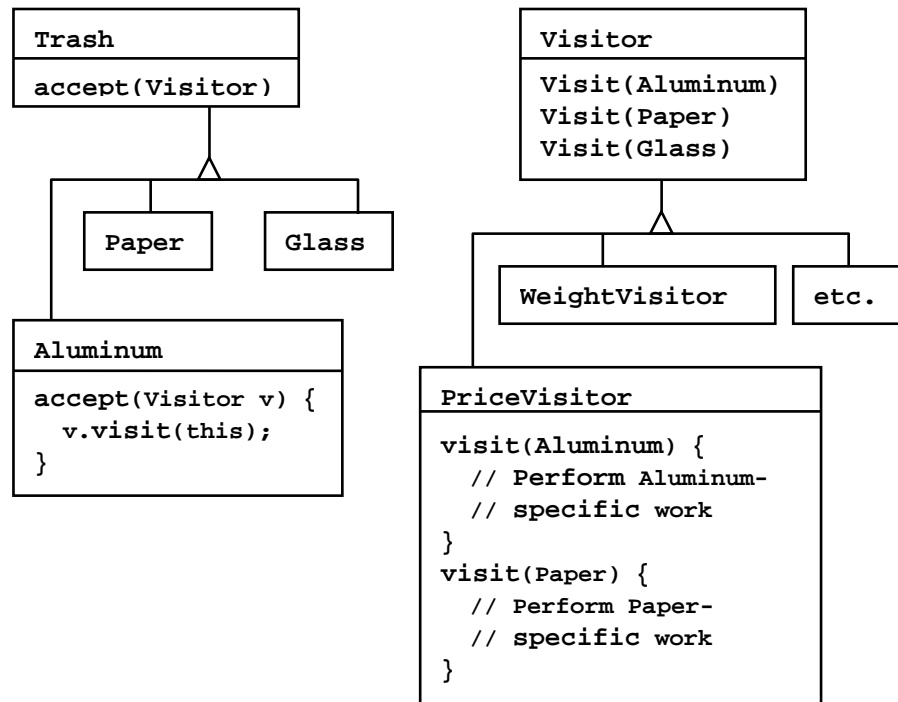 Trash
accept(Visitor)
Paper
Glass
Aluminum
accept(Visitor v) {
v.visit(this);
}
Visitor
Visit(Aluminum)
Visit(Paper)
Visit(Glass)
WeightVisitor
etc.
PriceVisitor
visit(Aluminum) {
// Perform Aluminum-
// specific work
}
visit(Paper) {
// Perform Paper-
// specific work
}